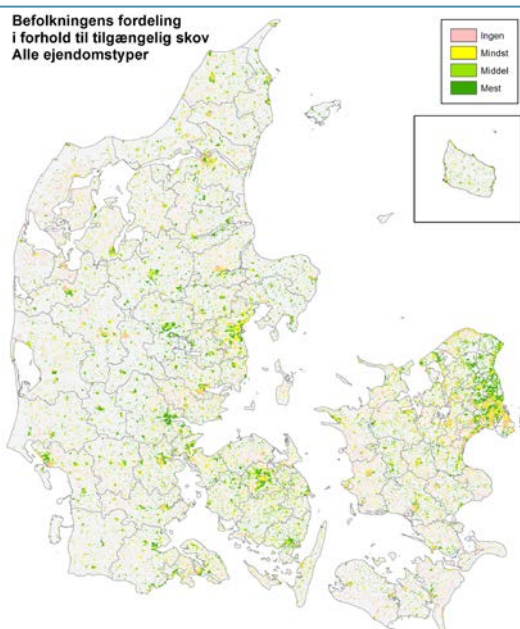 Befolkningens fordeling
i forhold til tilgængelig skov
Alle ejendomstyper
Ingen
Mindst
Middel
Mest